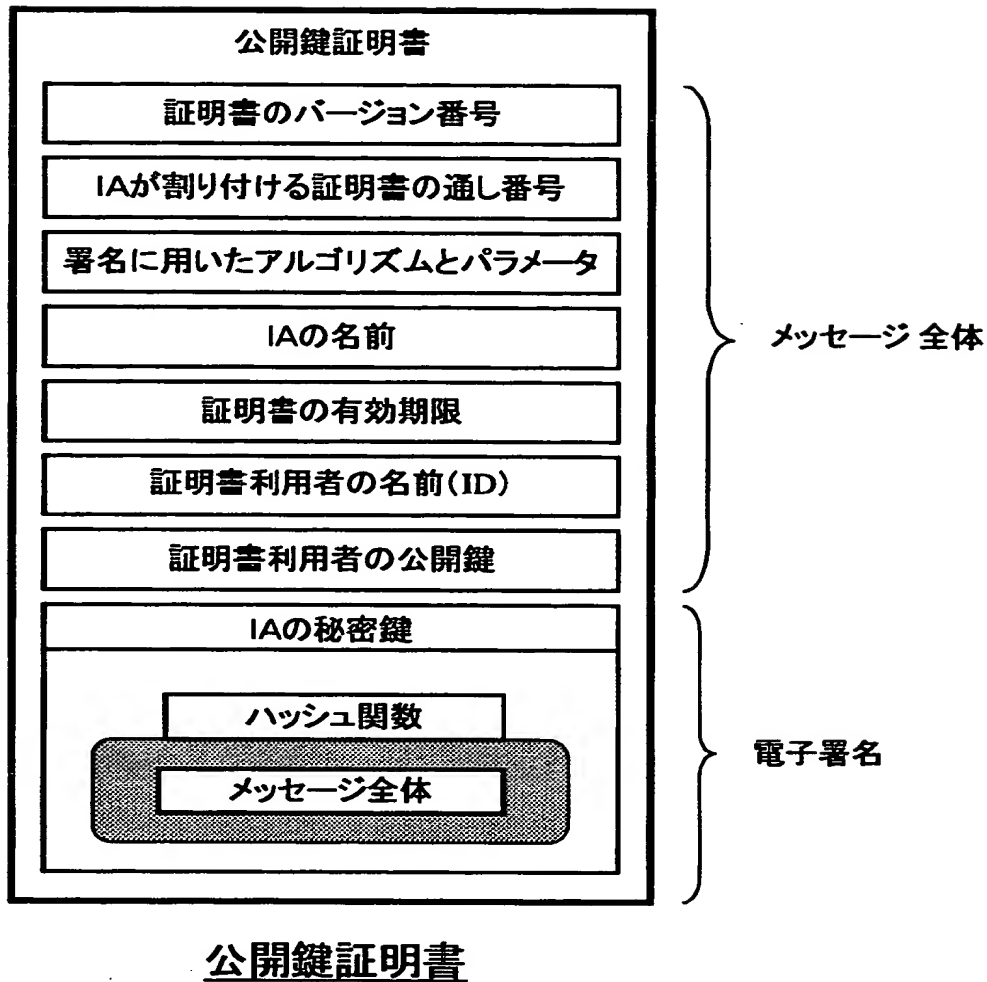 公開鍵証明書
証明書のバージョン番号
IAが割り付ける証明書の通し番号
署名に用いたアルゴリズムとパラメータ
IAの名前
証明書の有効期限
証明書利用者の名前(ID)
証明書利用者の公開鍵
メッセージ全体
IAの秘密鍵
ハッシュ関数
メッセージ全体
電子署名
公開鍵証明書